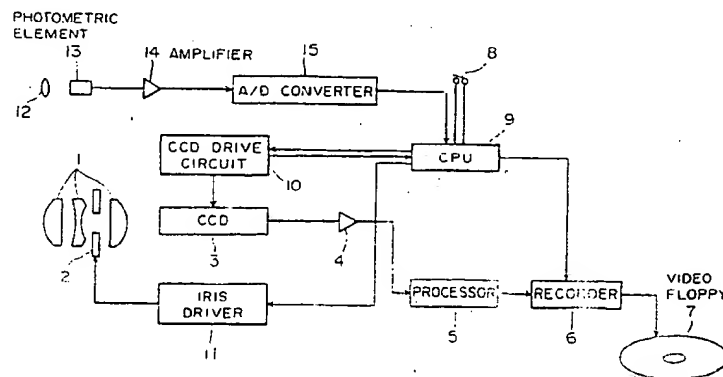 PHOTOMETRIC
ELEMENT
13
14 AMPLIFIER
15
8
12
A/D CONVERTER
9
1
CCD DRIVE
CIRCUIT
CPU
10
CCD
2
3
4
IRIS
DRIVER
PROCESSOR
RECORDER
VIDEO
FLOPPY
7
11
5
6